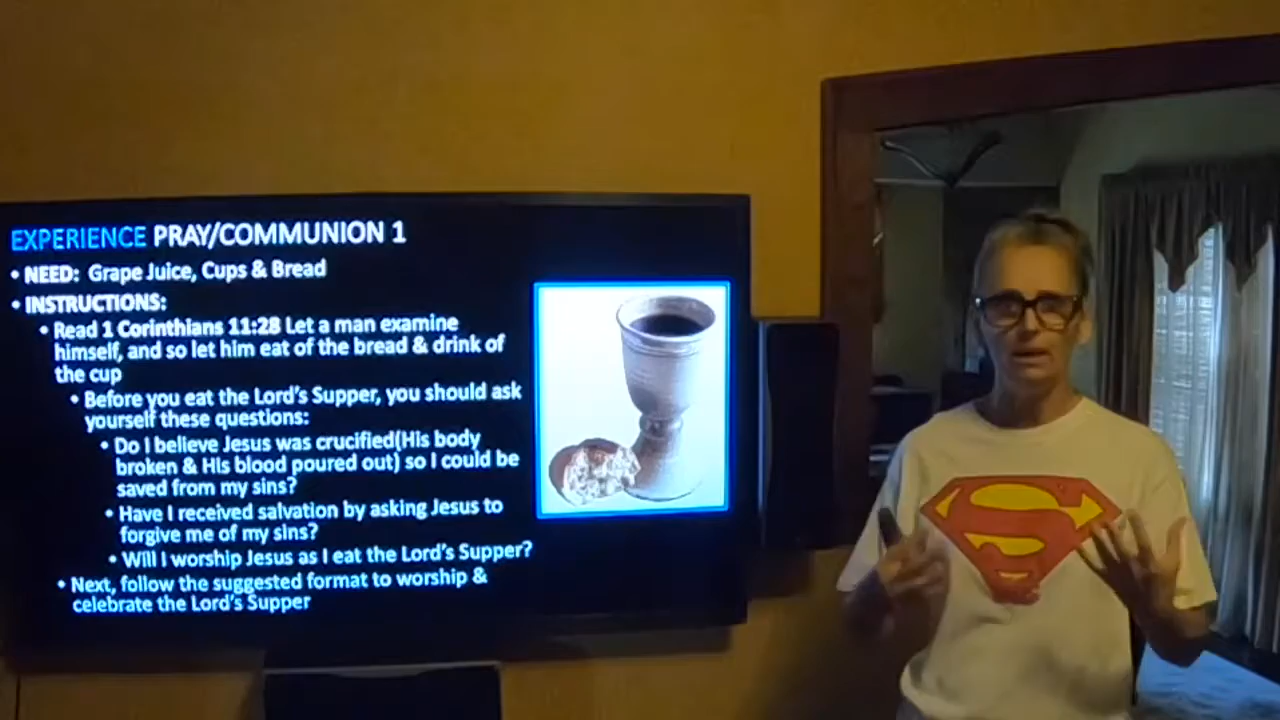 EXPERIENCE PRAY/COMMUNION 1
• NEED: Grape Juice, Cups & Bread
• INSTRUCTIONS:
• Read 1 Corinthians 11:28 Let a man examine
himself, and so let him eat of the bread & drink of
the cup
• Before you eat the Lord's Supper, you should ask
yourself these questions:
• Do I believe Jesus was crucified(His body
broken & His blood poured out) so I could be
saved from my sins?
• Have I received salvation by asking Jesus to
forgive me of my sins?
• Will I worship Jesus as I eat the Lord's Supper?
• Next, follow the suggested format to worship &
celebrate the Lord's Supper
S